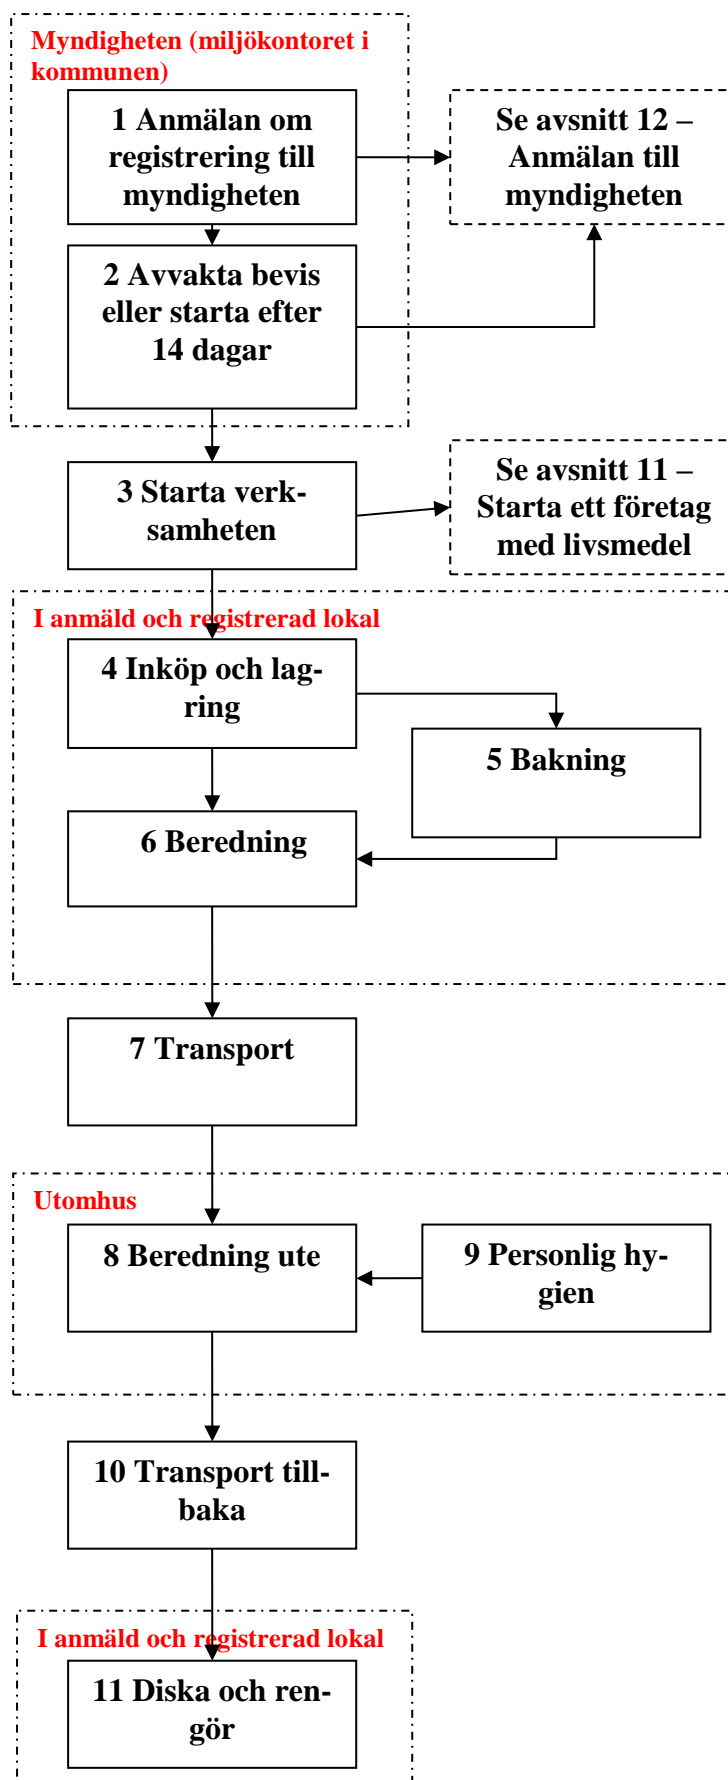 Myndigheten (miljökontoret i
kommunen)
1 Anmälan om
registrering till
myndigheten
Se avsnitt 12 –
Anmälan till
myndigheten
2 Avvakta bevis
eller starta efter
14 dagar
3 Starta verk-
samheten
Se avsnitt 11 –
Starta ett företag
med livsmedel
I anmäld och registrerad lokal
4 Inköp och lag-
ring
5 Bakning
6 Beredning
7 Transport
Utomhus
8 Beredning ute
9 Personlig hy-
gien
10 Transport till-
baka
I anmäld och registrerad lokal
11 Diska och ren-
gör